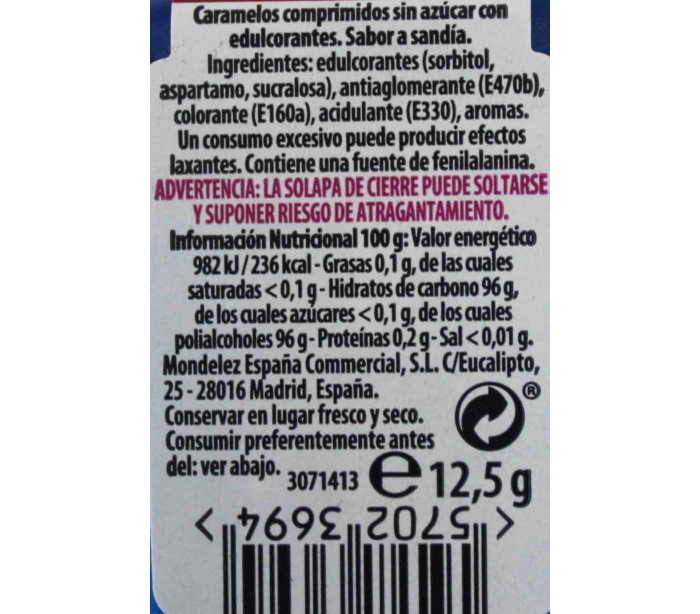 Caramelos comprimidos sin azúcar con
edulcorantes. Sabor a sandía.
Ingredientes: edulcorantes (sorbitol,
aspartamo, sucralosa), antiaglomerante (E470b),
colorante (E160a), acidulante (E330), aromas.
Un consumo excesivo puede producir efectos
laxantes. Contiene una fuente de fenilalanina.
ADVERTENCIA: LA SOLAPA DE CIERRE PUEDE SOLTARSE
Y SUPONER RIESGO DE ATRAGANTAMIENTO.
Información Nutricional 100 g: Valor energético
982 kJ / 236 kcal - Grasas 0,1 g, de las cuales
saturadas < 0,1 g - Hidratos de carbono 96 g,
de los cuales azúcares < 0,1 g, de los cuales
polialcoholes 96 g - Proteínas 0,2 g - Sal < 0,01 g.
Mondelez España Commercial, S.L. C/Eucalipto,
25 - 28016 Madrid, España.
®
Conservar en lugar fresco y seco.
Consumir preferentemente antes
del: ver abajo.
3071413 e 12,5 g
< 5702 3694 >